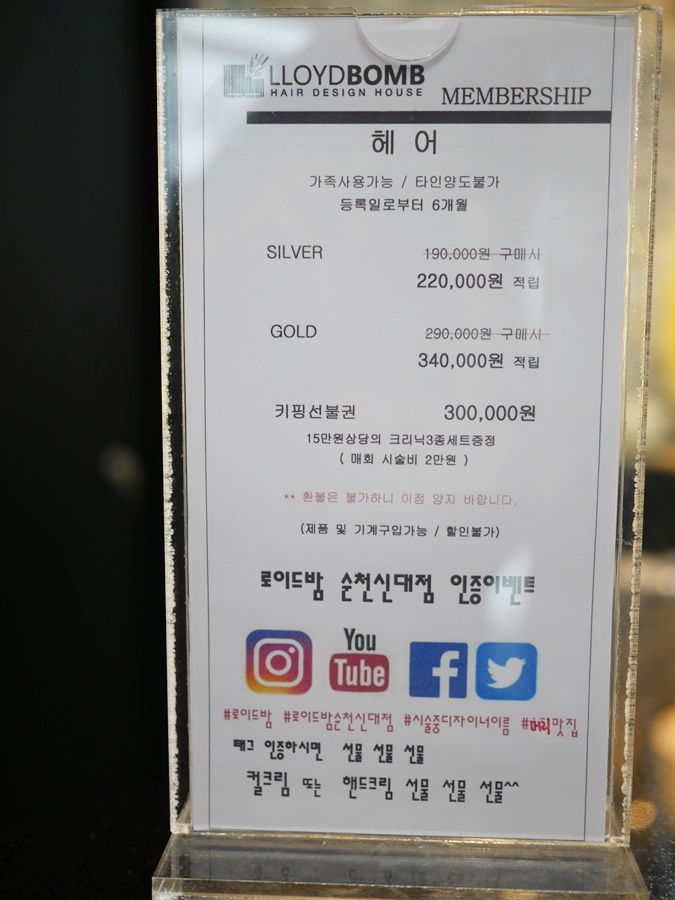 LLOYDBOMB
HAIR DESIGN HOUSE
MEMBERSHIP
헤 어
가족사용가능 / 타인양도불가
등록일로부터 6개월
SILVER 190,000원 구매시
220,000원 적립
GOLD 290,000원 구매시
340,000원 적립
키핑선불권 300,000원
15만원상당의 크리닉3종세트증정
( 매회 시술비 2만원 )
** 환불은 불가하니 이점 양지 바랍니다.
(제품 및 기계구입가능 / 할인불가)
로이드밤 순천신대점 인증이벤트
You Tube
#로이드밤 #로이드밤순천신대점 #시술중디자이너이름 #머리맛집
태그 인증하시면 선물 선물 선물
컬크림 또는 핸드크림 선물 선물 선물^^